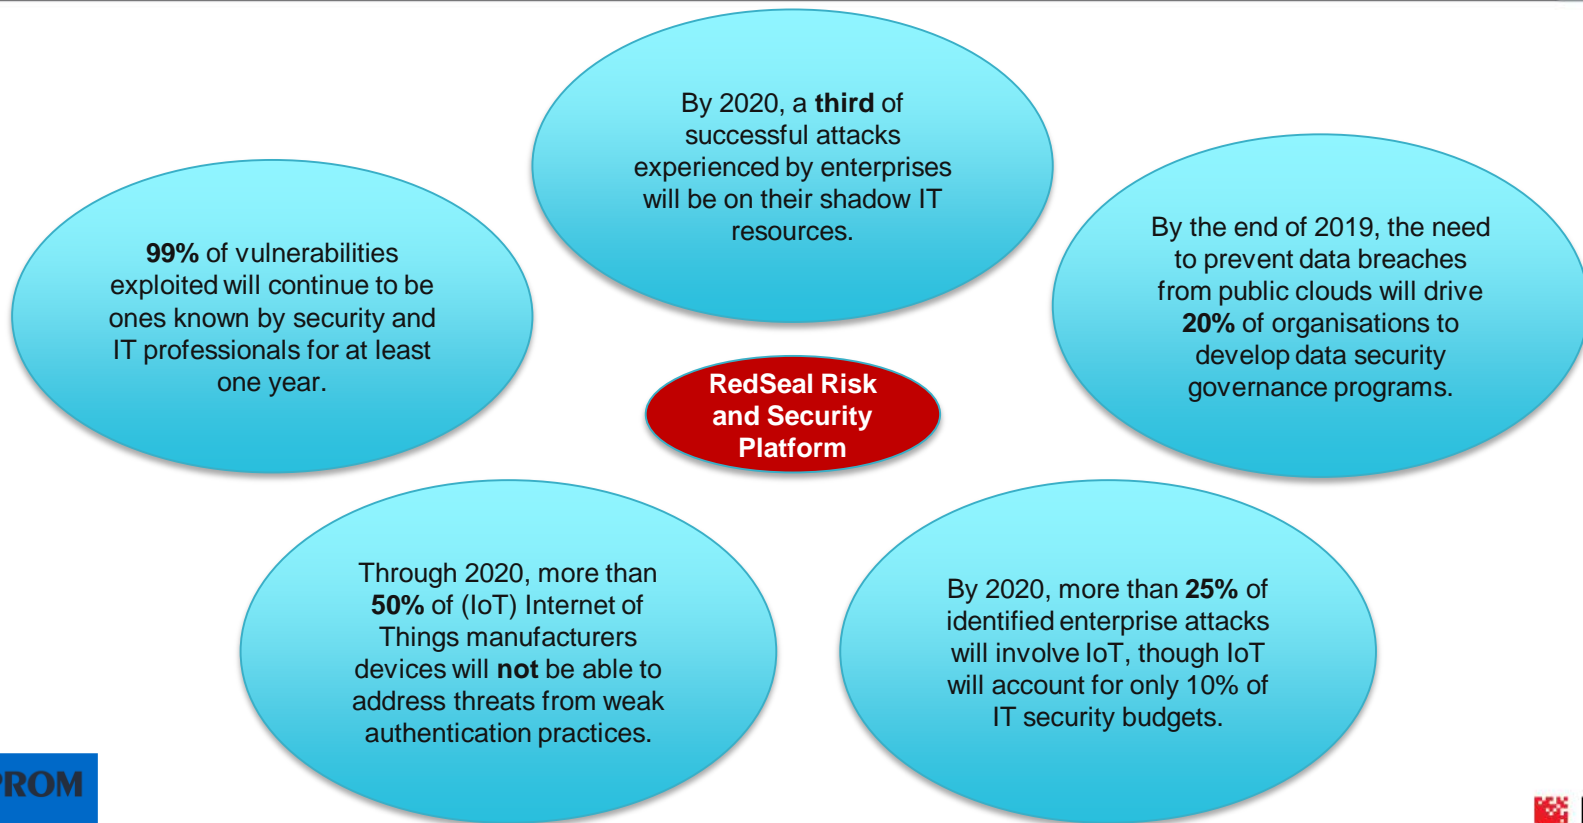 By 2020, a third of
successful attacks
experienced by enterprises
will be on their shadow IT
resources.
99% of vulnerabilities
exploited will continue to be
ones known by security and
IT professionals for at least
one year.
By the end of 2019, the need
to prevent data breaches
from public clouds will drive
20% of organisations to
develop data security
governance programs.
RedSeal Risk
and Security
Platform
Through 2020, more than
50% of (IoT) Internet of
Things manufacturers
devices will not be able to
address threats from weak
authentication practices.
By 2020, more than 25% of
identified enterprise attacks
will involve IoT, though IoT
will account for only 10% of
IT security budgets.
PROM